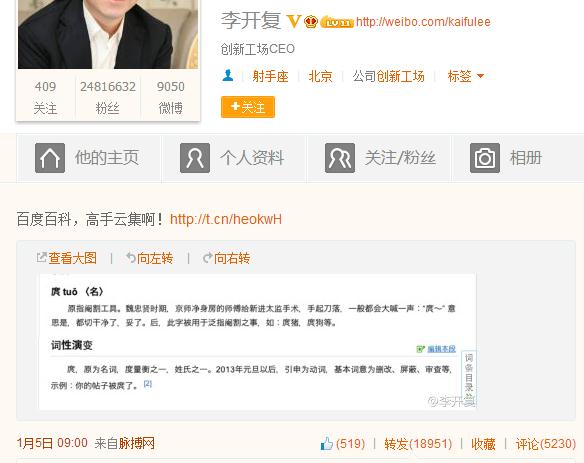 李开复 V http://weibo.com/kaifulee
创新工场CEO
射手座 | 北京 | 公司创新工场 | 标签
409 24816632 9050
关注 粉丝 微博
+关注
他的主页 个人资料 关注/粉丝 相册
百度百科，高手云集啊！http://t.cn/heokwH
查看大图 | 向左转 | 向右转
庹 tuǒ 〈名〉
原指阉割工具。魏忠贤时期，京师净身房的师傅给新进太监手术，手起刀落，一般都会大喊一声：“庹～”意
思是，都切干净了，妥了。后，此字被用于泛指阉割之事，如：庹猪，庹狗等。
词性演变
编辑本段
庹，原为名词，度量衡之一，姓氏之一。2013年元旦以后，引申为动词，基本词意为删改、屏蔽、审查等，
示例：你的帖子被庹了。[2]
词条目录
@李开复
1月5日 09:00 来自脉搏网 (519) | 转发(18951) | 收藏 | 评论(5230)